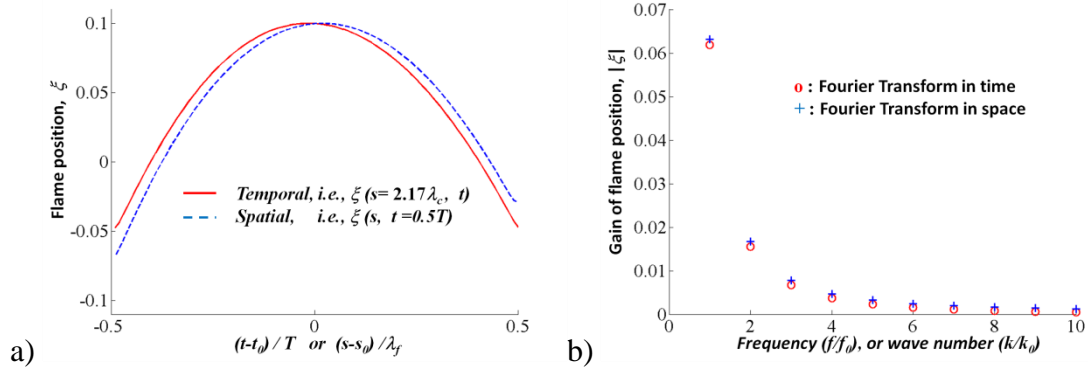 a)
Flame position, ξ
0.1
0.05
0
-0.05
-0.1
Temporal, i.e., ξ (s= 2.17λc, t)
Spatial, i.e., ξ (s, t =0.5T)
-0.5
0
0.5
(t-t0) / T or (s-s0) /λf
b)
Gain of flame position, |ξ|
0.07
0.06
0.05
0.04
0.03
0.02
0.01
0
o : Fourier Transform in time
+ : Fourier Transform in space
0
2
4
6
8
10
Frequency (f/f0), or wave number (k/k0)